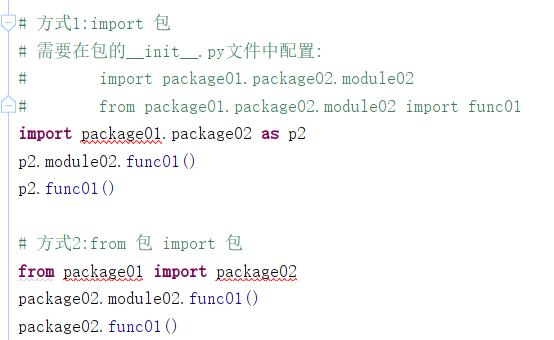 # 方式1:import 包
# 需要在包的__init__.py文件中配置:
#       import package01.package02.module02
#       from package01.package02.module02 import func01
import package01.package02 as p2
p2.module02.func01()
p2.func01()
# 方式2:from 包 import 包
from package01 import package02
package02.module02.func01()
package02.func01()